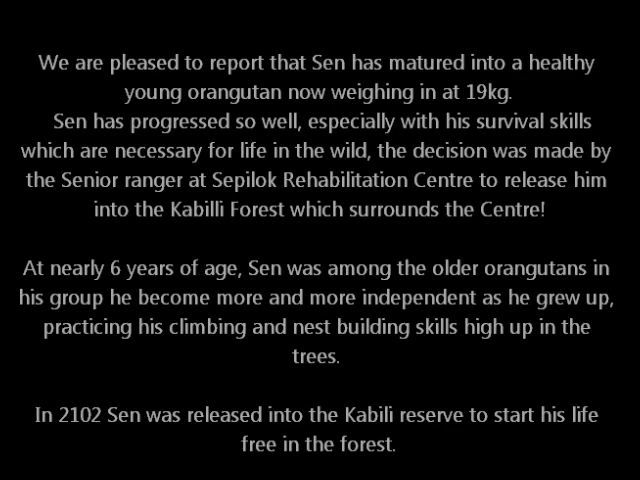 We are pleased to report that Sen has matured into a healthy
young orangutan now weighing in at 19kg.
Sen has progressed so well, especially with his survival skills
which are necessary for life in the wild, the decision was made by
the Senior ranger at Sepilok Rehabilitation Centre to release him
into the Kabilli Forest which surrounds the Centre!
At nearly 6 years of age, Sen was among the older orangutans in
his group he become more and more independent as he grew up,
practicing his climbing and nest building skills high up in the
trees.
In 2102 Sen was released into the Kabili reserve to start his life
free in the forest.